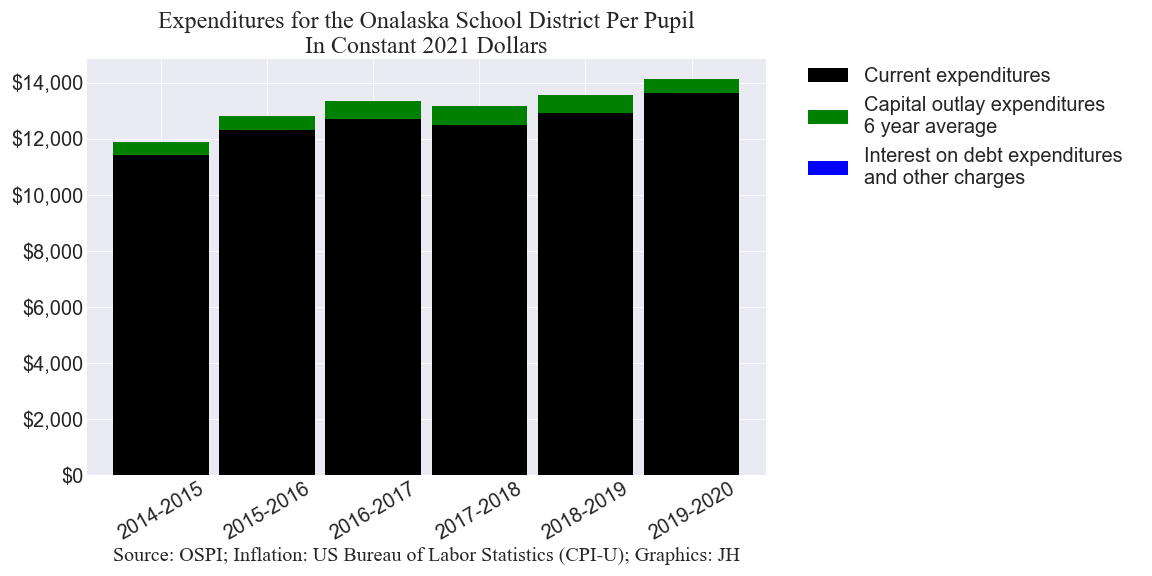 Expenditures for the Onalaska School District Per Pupil
In Constant 2021 Dollars
$14,000
$12,000
$10,000
$8,000
$6,000
$4,000
$2,000
$0
2014-2015
2015-2016
2016-2017
2017-2018
2018-2019
2019-2020
Current expenditures
Capital outlay expenditures
6 year average
Interest on debt expenditures
and other charges
Source: OSPI; Inflation: US Bureau of Labor Statistics (CPI-U); Graphics: JH